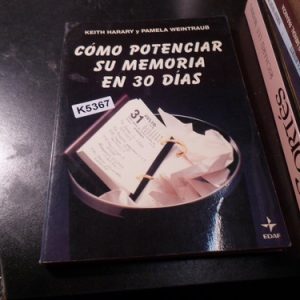 KEITH HARARY y PAMELA WEINTRAUB
CÓMO POTENCIAR
SU MEMORIA
EN 30 DÍAS
K5367
31
EDAF